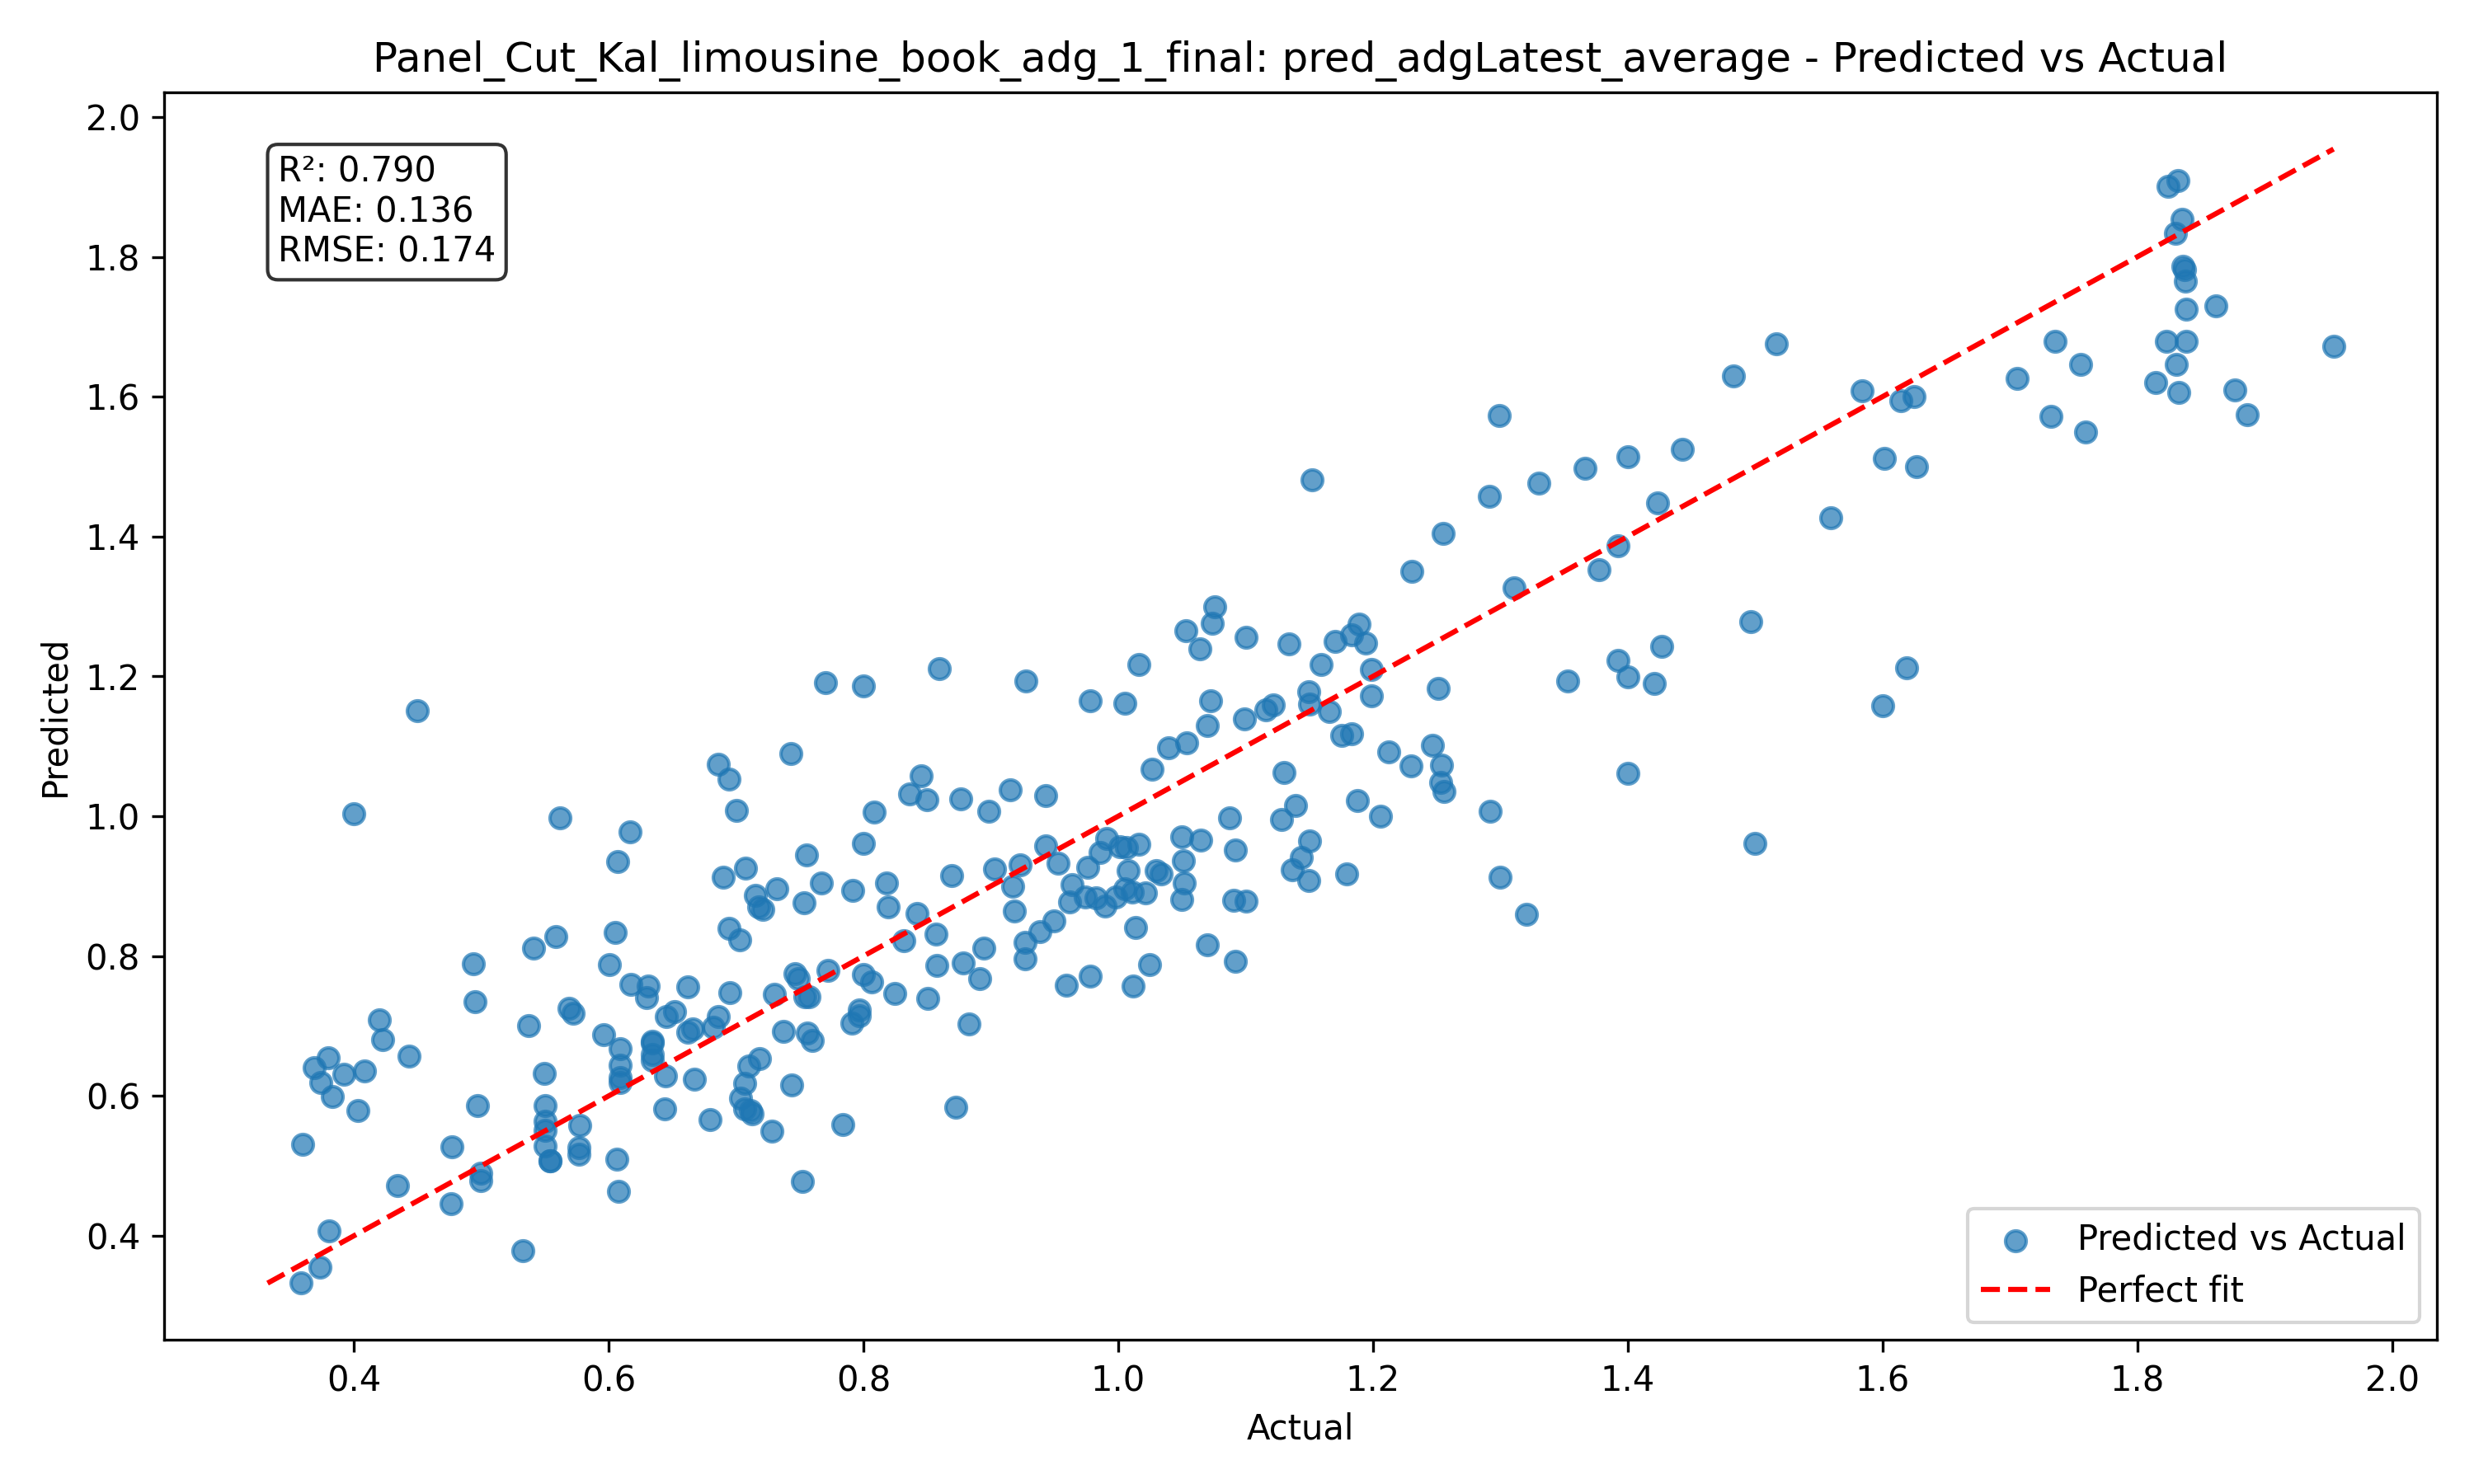 Panel_Cut_Kal_limousine_book_adg_1_final: pred_adgLatest_average - Predicted vs Actual
2.0
1.8
1.6
1.4
1.2
1.0
0.8
0.6
0.4
Predicted
R²: 0.790
MAE: 0.136
RMSE: 0.174
Predicted vs Actual
Perfect fit
0.4 0.6 0.8 1.0 1.2 1.4 1.6 1.8 2.0
Actual